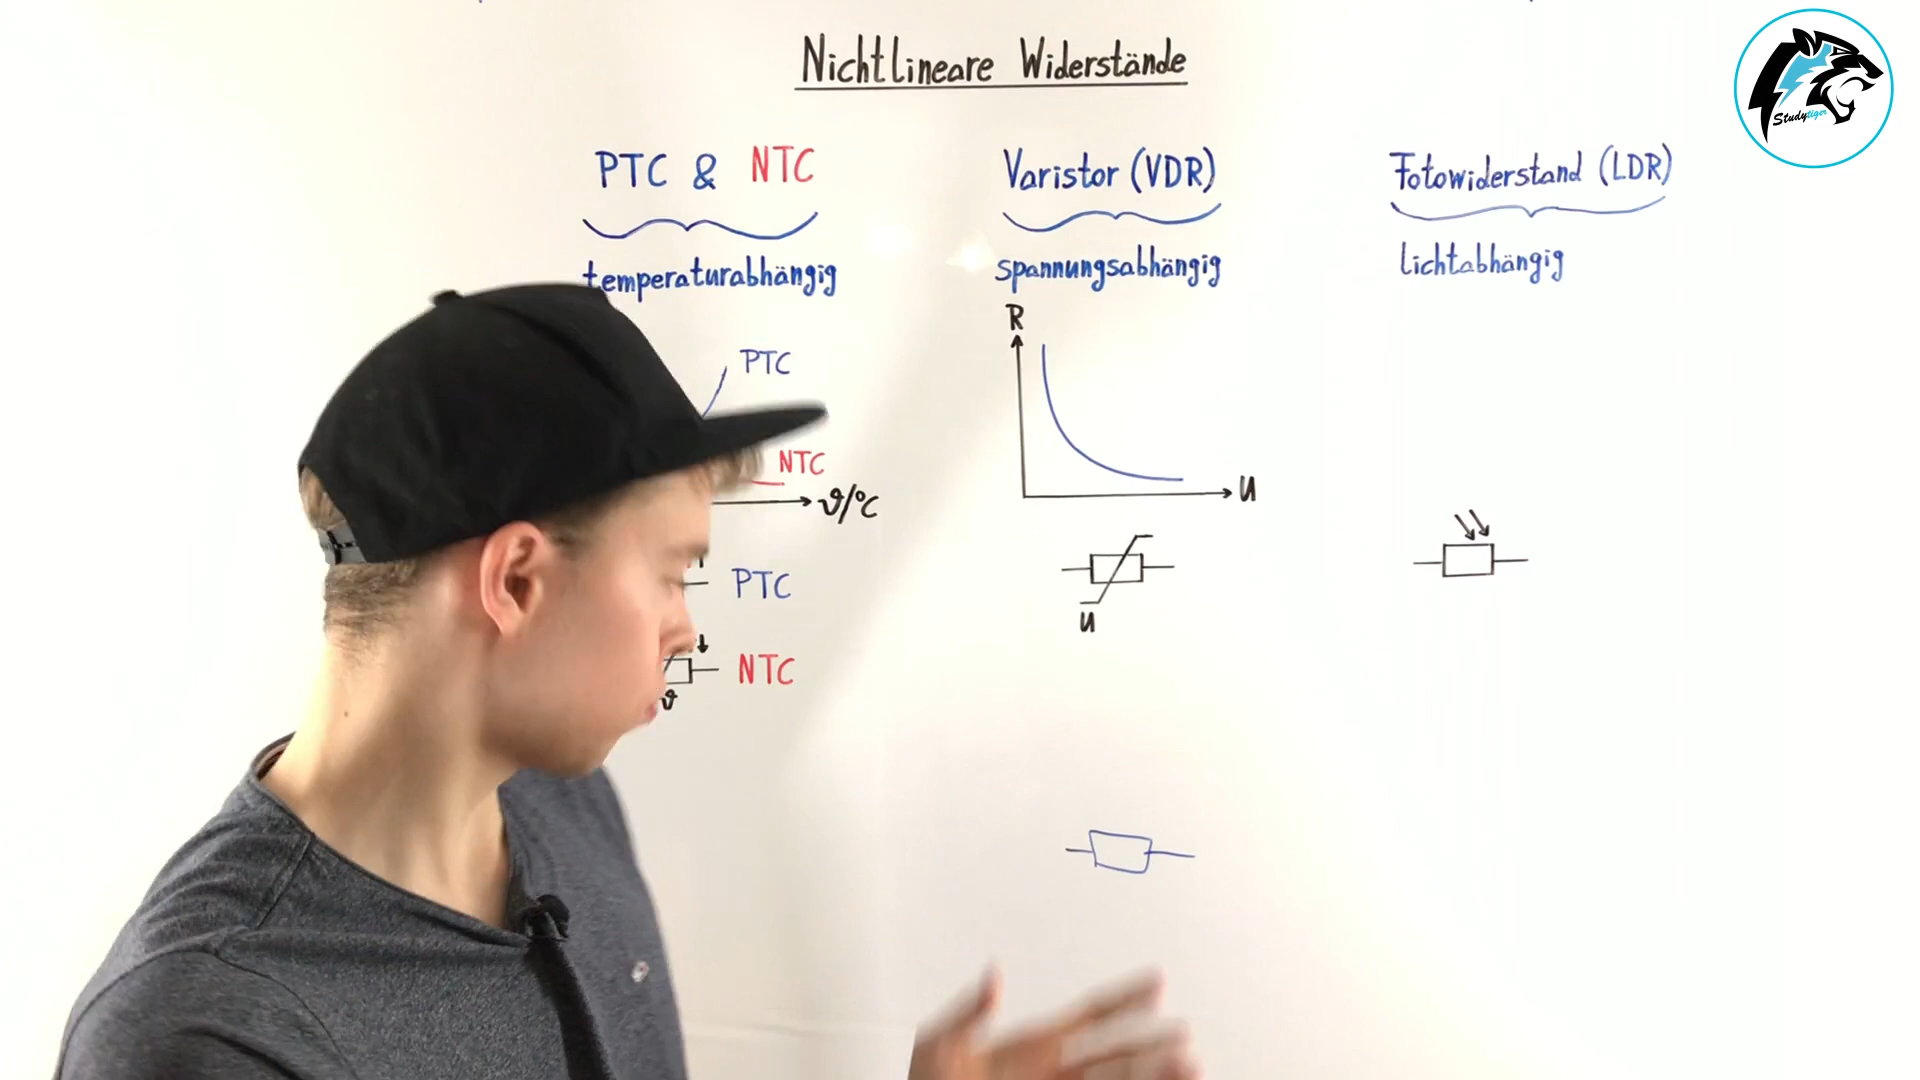 Nichtlineare Widerstände
Studytiger
PTC & NTC
temperaturabhängig
PTC
NTC
ϑ/°C
PTC
NTC
ϑ
Varistor (VDR)
spannungsabhängig
R
U
U
Fotowiderstand (LDR)
lichtabhängig